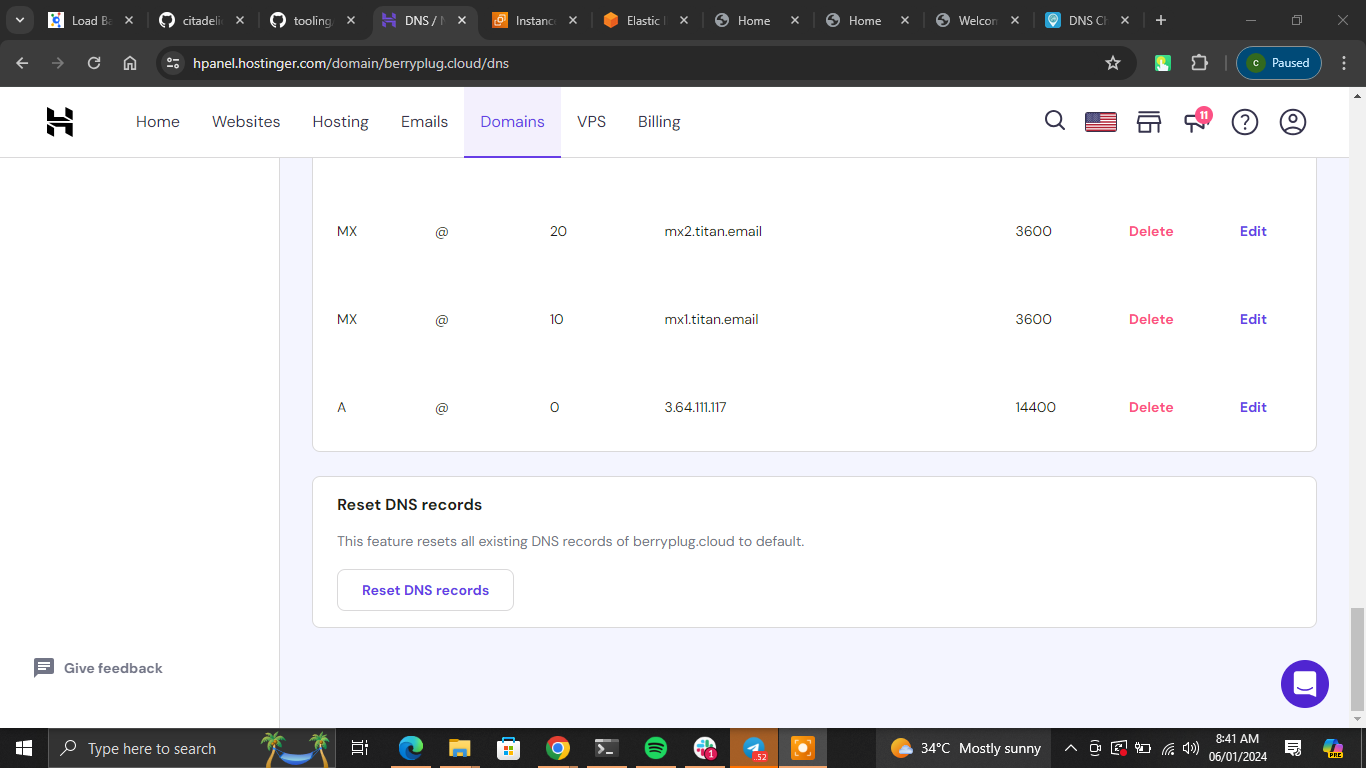 Load Ba
citadelic
tooling
DNS / N
Instanc
Elastic
Home
Home
Welcom
DNS Ch
hpanel.hostinger.com/domain/berryplug.cloud/dns
c Paused
Home Websites Hosting Emails Domains VPS Billing
11
MX @ 20 mx2.titan.email 3600 Delete Edit
MX @ 10 mx1.titan.email 3600 Delete Edit
A @ 0 3.64.111.117 14400 Delete Edit
Reset DNS records
This feature resets all existing DNS records of berryplug.cloud to default.
Reset DNS records
Give feedback
Type here to search
1
52
34°C Mostly sunny
8:41 AM
06/01/2024
PRE